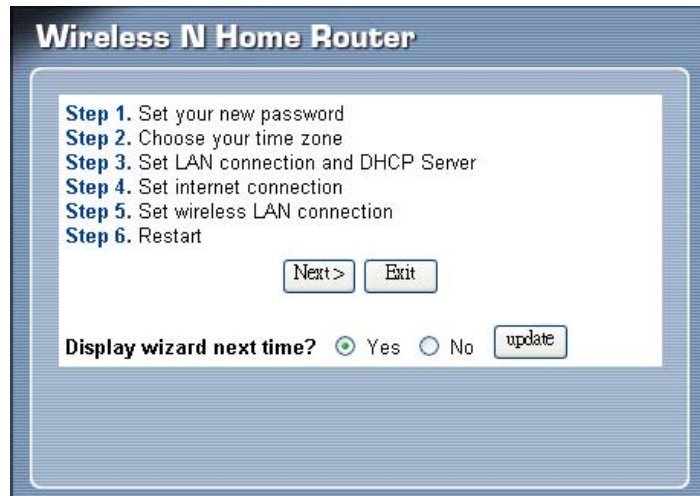 Wireless N Home Router
Step 1. Set your new password
Step 2. Choose your time zone
Step 3. Set LAN connection and DHCP Server
Step 4. Set internet connection
Step 5. Set wireless LAN connection
Step 6. Restart
Next > Exit
Display wizard next time? Yes No update